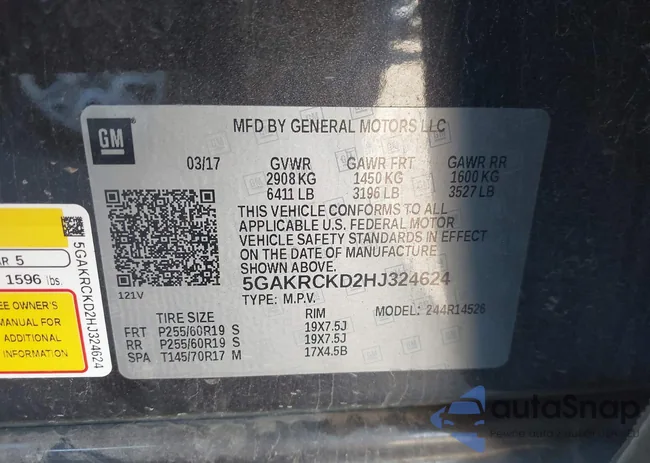 GM
MFD BY GENERAL MOTORS LLC
03/17 GVWR GAWR FRT GAWR RR
2908 KG 1450 KG 1600 KG
6411 LB 3196 LB 3527 LB
THIS VEHICLE CONFORMS TO ALL
APPLICABLE U.S. FEDERAL MOTOR
VEHICLE SAFETY STANDARDS IN EFFECT
ON THE DATE OF MANUFACTURE
SHOWN ABOVE.
5GAKRCKD2HJ324624
TYPE: M.P.V. MODEL: 244R14526
121V
TIRE SIZE RIM
FRT P255/60R19 S 19X7.5J
RR P255/60R19 S 19X7.5J
SPA T145/70R17 M 17X4.5B
AR 5
1596 lbs.
EE OWNER'S
MANUAL FOR
ADDITIONAL
INFORMATION
5GAKRCKD2HJ324624
autoSnap